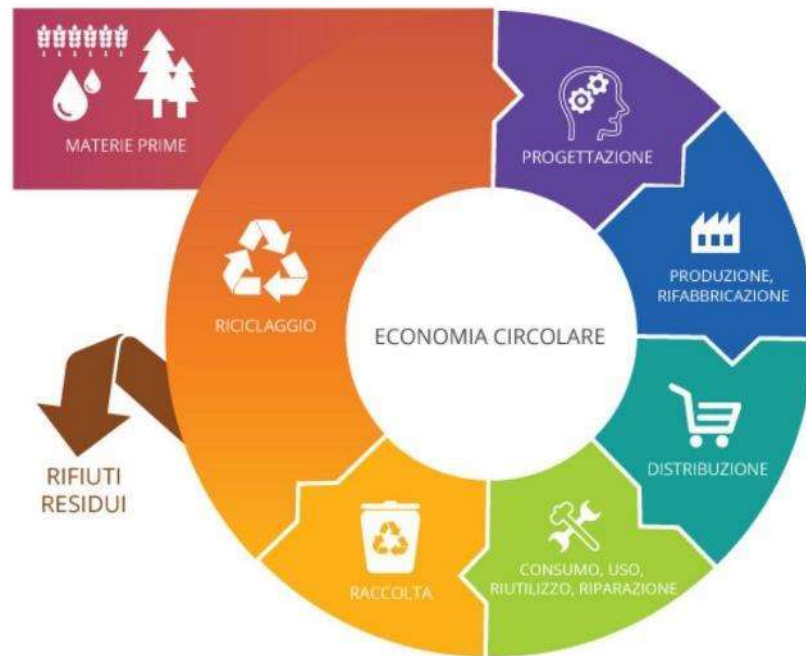 MATERIE PRIME
PROGETTAZIONE
PRODUZIONE,
RIFABBRICAZIONE
DISTRIBUZIONE
CONSUMO, USO,
RIUTILIZZO, RIPARAZIONE
RACCOLTA
RICICLAGGIO
RIFIUTI
RESIDUI
ECONOMIA CIRCOLARE